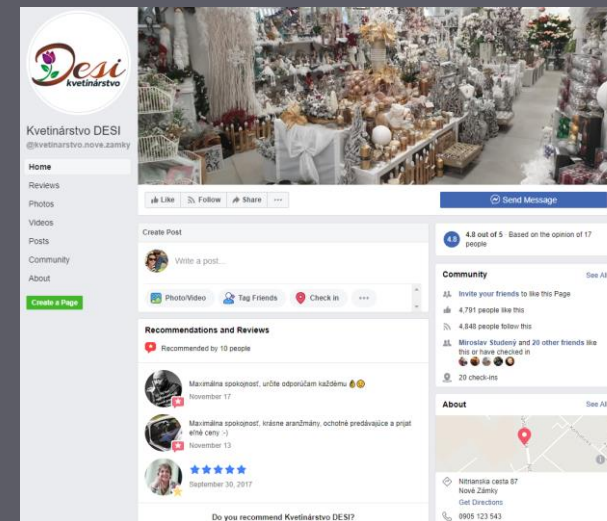 Desi
kvetinárstvo
Kvetinárstvo DESI
@kvetinarstvo.nove.zamky
Home
Reviews
Photos
Videos
Posts
Community
About
Create a Page
Like
Follow
Share
Send Message
Create Post
Write a post...
Photo/Video
Tag Friends
Check in
Recommendations and Reviews
Recommended by 10 people
Maximálna spokojnosť, určite odporúčam každému
November 17
Maximálna spokojnosť, krásne aranžmány, ochotné predávajúce a prijat
eľné ceny :-)
November 13
September 30, 2017
Do you recommend Kvetinárstvo DESI?
4.8
4.8 out of 5 · Based on the opinion of 17
people
Community
See All
Invite your friends to like this Page
4,791 people like this
4,848 people follow this
Miroslav Studený and 20 other friends like
this or have checked in
20 check-ins
About
See All
Nitrianska cesta 87
Nové Zámky
Get Directions
0905 123 543